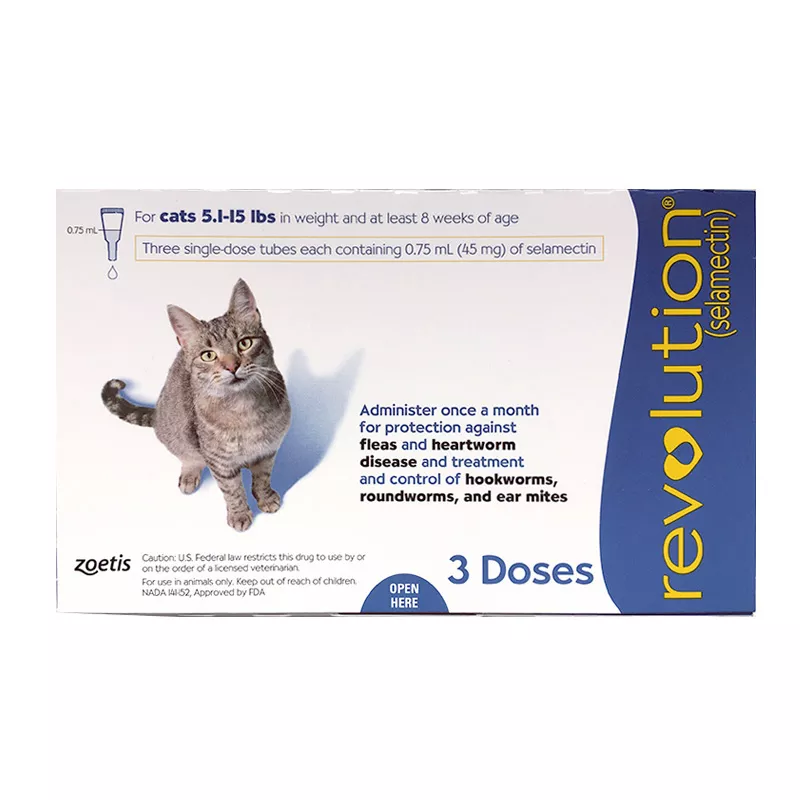 0.75 mL
For cats 5.1-15 lbs in weight and at least 8 weeks of age
Three single-dose tubes each containing 0.75 mL (45 mg) of selamectin
Administer once a month
for protection against
fleas and heartworm
disease and treatment
and control of hookworms,
roundworms, and ear mites
zoetis
Caution: U.S. Federal law restricts this drug to use by or
on the order of a licensed veterinarian.
For use in animals only. Keep out of reach of children.
NADA 141-152, Approved by FDA
OPEN
HERE
3 Doses
revolution®
(selamectin)